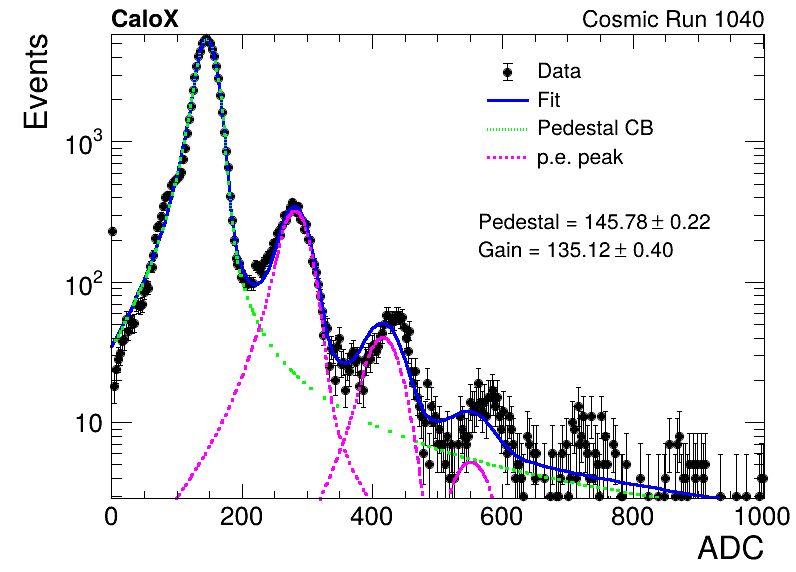 CaloX
Cosmic Run 1040
Events
Data
Fit
Pedestal CB
p.e. peak
Pedestal = 145.78 ± 0.22
Gain = 135.12 ± 0.40
10³
10²
10
0 200 400 600 800 1000
ADC